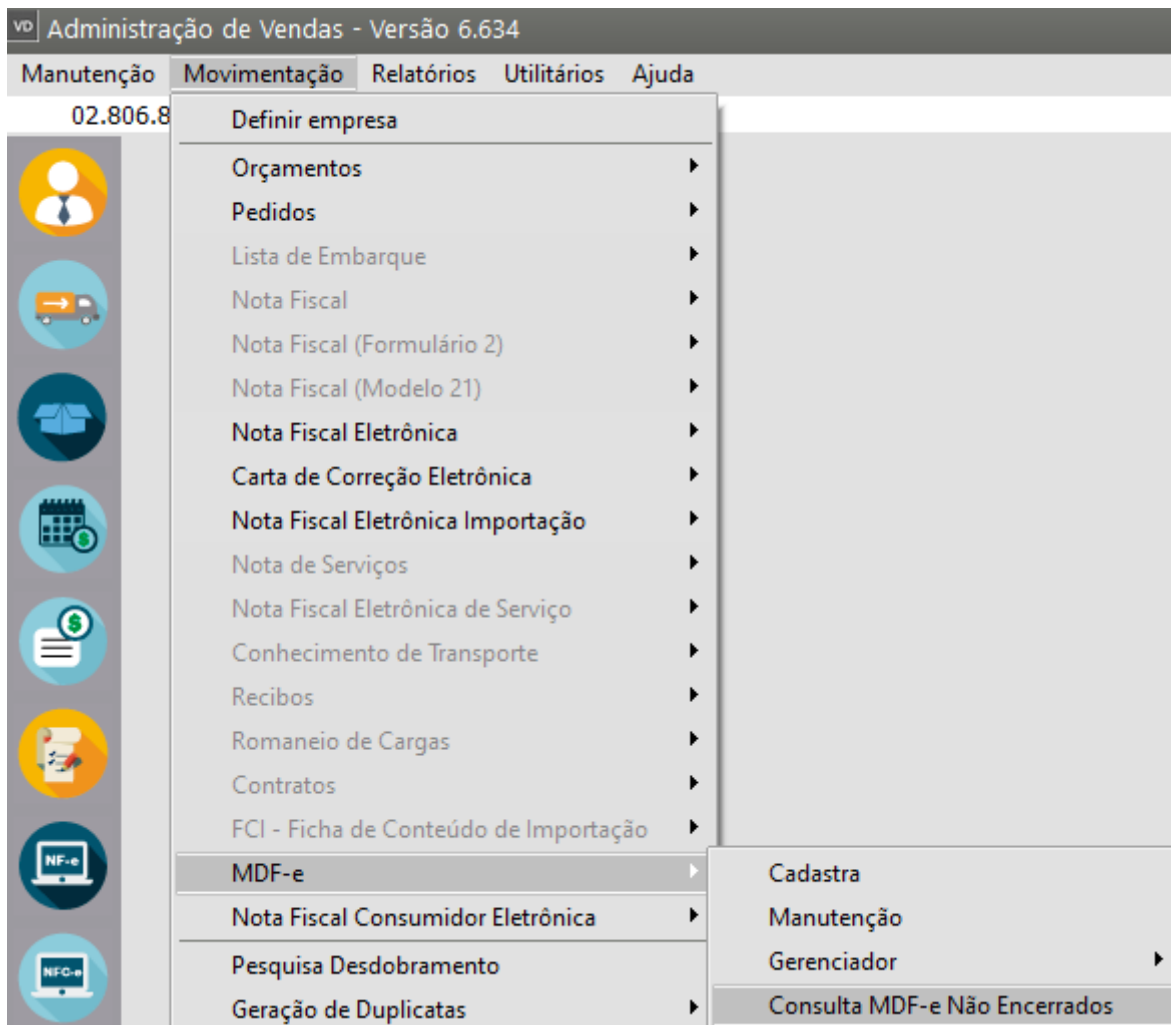 VD Administração de Vendas - Versão 6.634
Manutenção Movimentação Relatórios Utilitários Ajuda
02.806.8
Definir empresa
Orçamentos
Pedidos
Lista de Embarque
Nota Fiscal
Nota Fiscal (Formulário 2)
Nota Fiscal (Modelo 21)
Nota Fiscal Eletrônica
Carta de Correção Eletrônica
Nota Fiscal Eletrônica Importação
Nota de Serviços
Nota Fiscal Eletrônica de Serviço
Conhecimento de Transporte
Recibos
Romaneio de Cargas
Contratos
FCI - Ficha de Conteúdo de Importação
NF-e
MDF-e
Cadastra
Nota Fiscal Consumidor Eletrônica
Manutenção
NFC-e
Pesquisa Desdobramento
Gerenciador
Geração de Duplicatas
Consulta MDF-e Não Encerrados